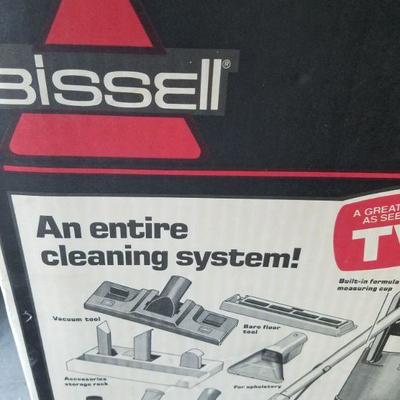 BISSELL®
An entire
cleaning system!
A GREAT
AS SEE
Built-in formula
measuring cup
Vacuum tool
Bare floor
tool
Accessories
storage rack
For upholstery